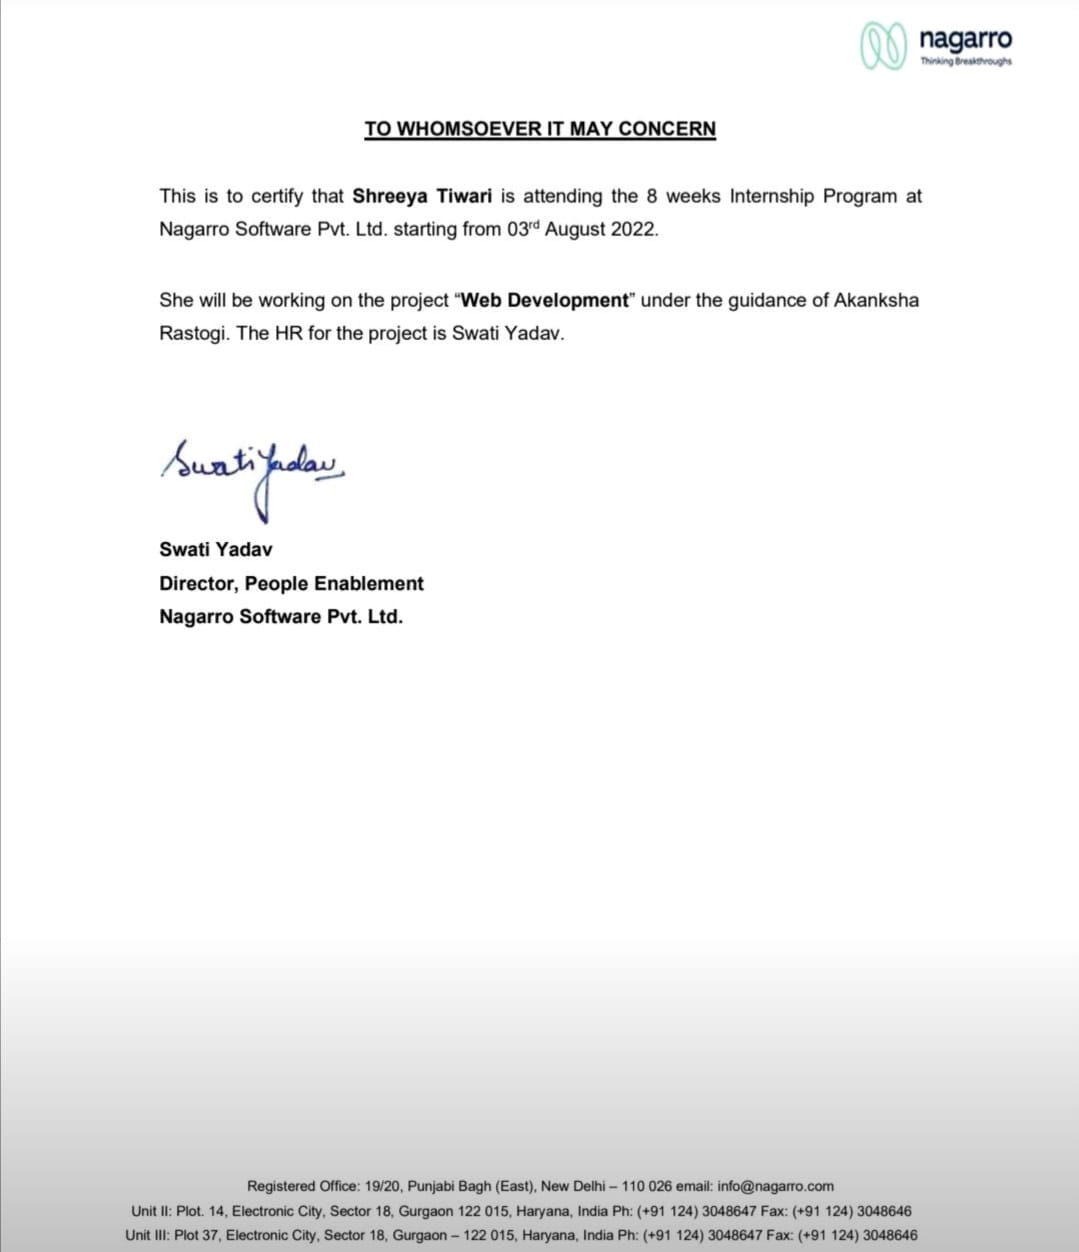 nagarro
Thinking Breakthroughs
TO WHOMSOEVER IT MAY CONCERN
This is to certify that Shreeya Tiwari is attending the 8 weeks Internship Program at
Nagarro Software Pvt. Ltd. starting from 03rd August 2022.
She will be working on the project “Web Development” under the guidance of Akanksha
Rastogi. The HR for the project is Swati Yadav.
Swati Yadav
Swati Yadav
Director, People Enablement
Nagarro Software Pvt. Ltd.
Registered Office: 19/20, Punjabi Bagh (East), New Delhi – 110 026 email: info@nagarro.com
Unit II: Plot. 14, Electronic City, Sector 18, Gurgaon 122 015, Haryana, India Ph: (+91 124) 3048647 Fax: (+91 124) 3048646
Unit III: Plot 37, Electronic City, Sector 18, Gurgaon – 122 015, Haryana, India Ph: (+91 124) 3048647 Fax: (+91 124) 3048646